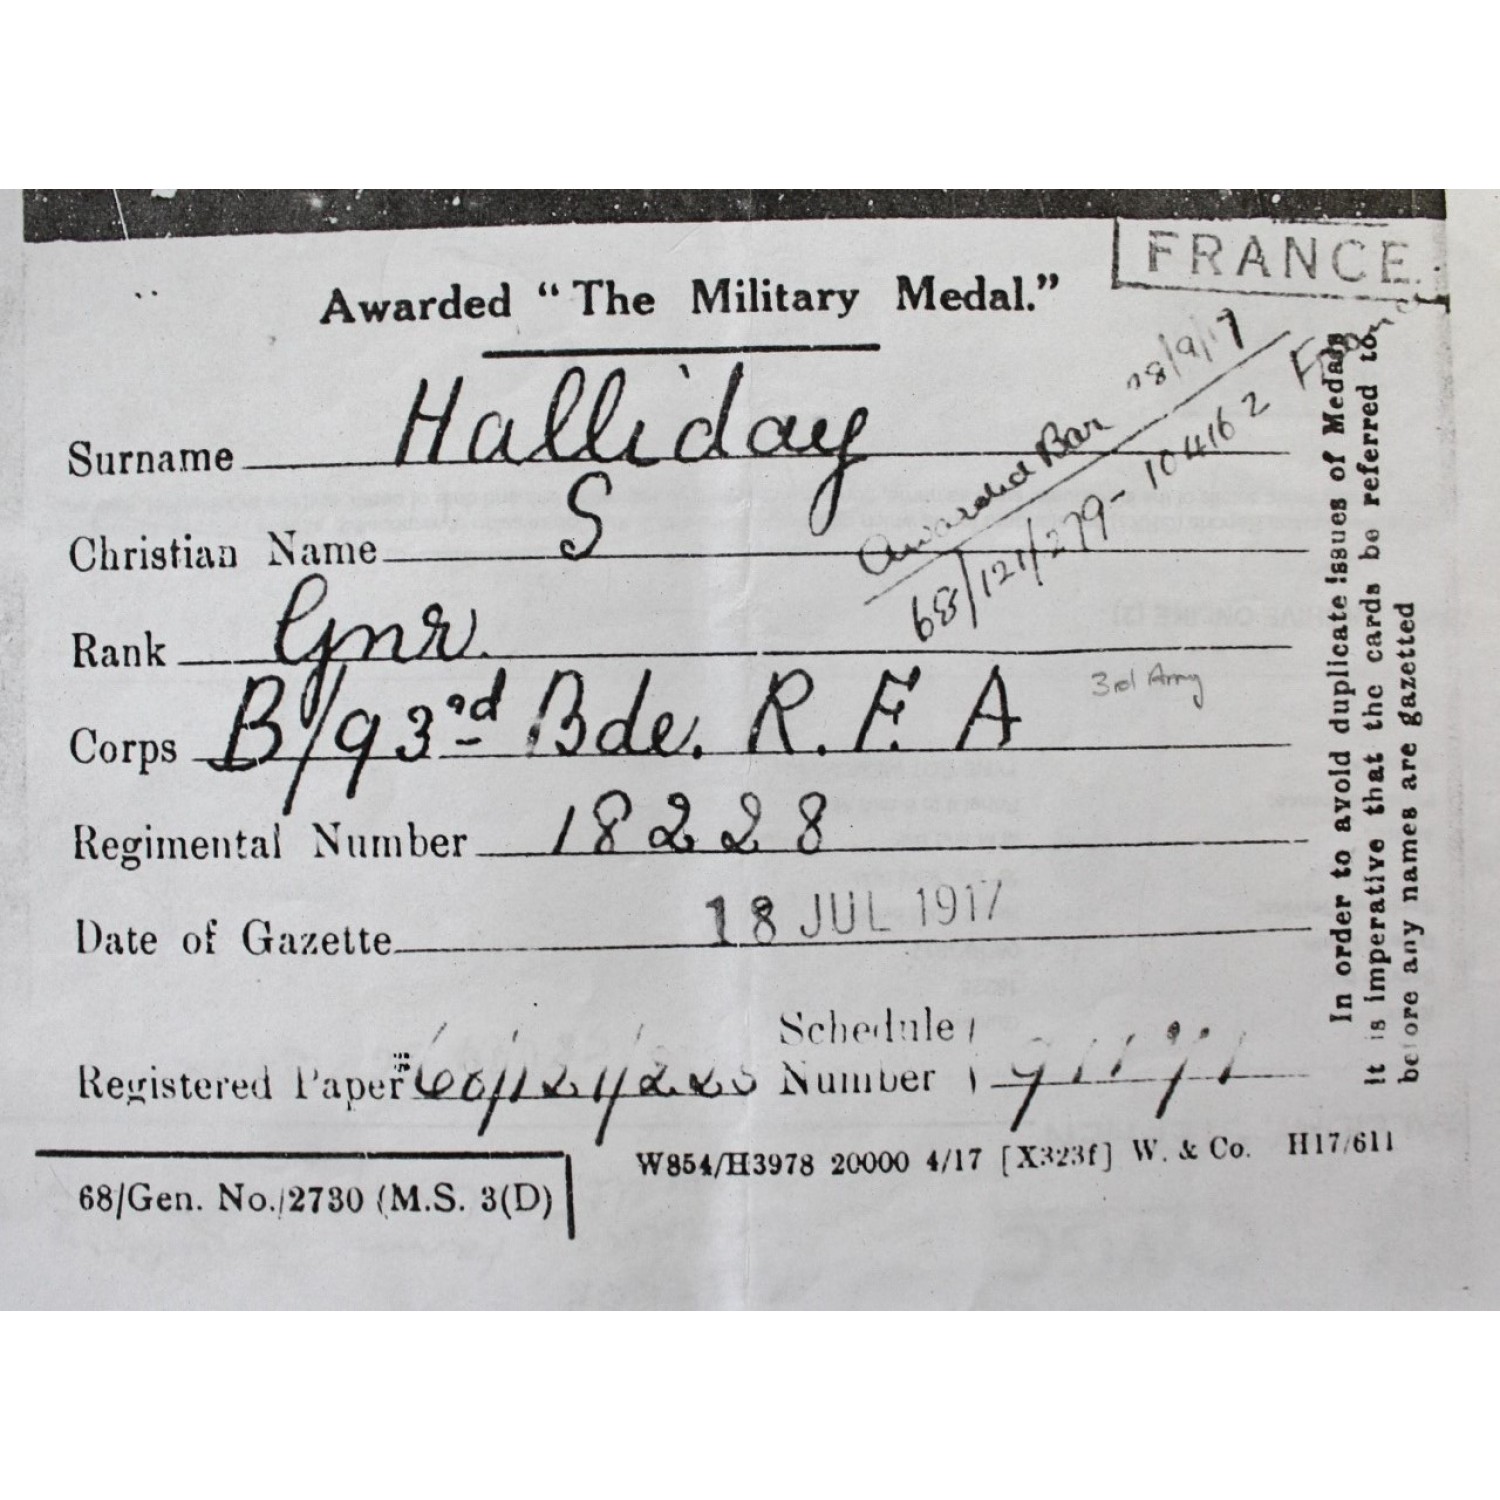 FRANCE.
Awarded "The Military Medal."
Surname Halliday
Awarded Bar 28/9/17
68/121/279-104162
Christian Name S
Rank Gnr.
Corps B/93rd Bde. R. F. A
3rd Army
Regimental Number 18228
Date of Gazette 18 JUL 1917
Registered Paper
Schedule
Number
68/Gen. No./2730 (M.S. 3(D)
W854/H3978 20000 4/17 [X323f] W. & Co. H17/611
In order to avoid duplicate issues of Medals
it is imperative that the cards be referred to
before any names are gazetted